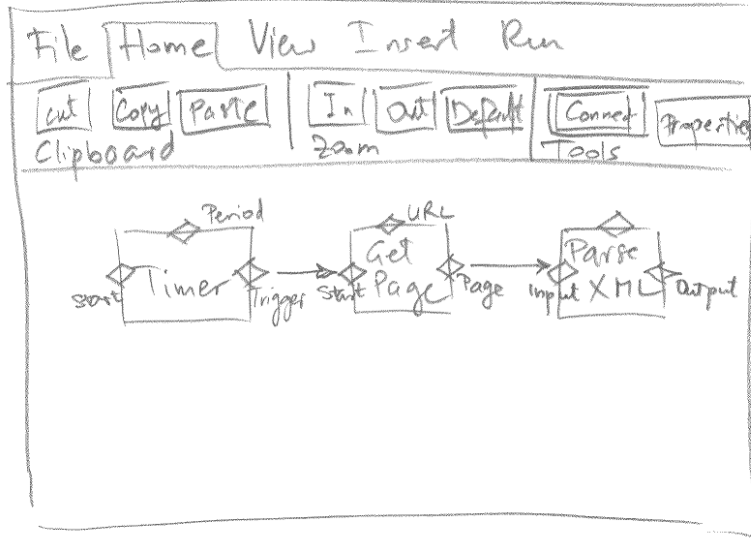 File Home View Insert Run
Cut Copy Paste In Out Default Connect Properties
Clipboard Zoom Tools
Period URL
Get Parse
Timer Page XML
Start Trigger Start Page Input Output